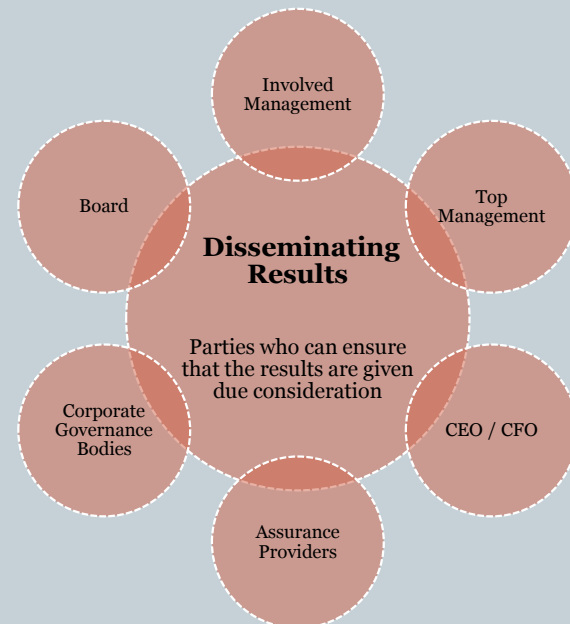 Involved
Management
Board
Top
Management
Disseminating
Results
Parties who can ensure
that the results are given
due consideration
Corporate
Governance
Bodies
CEO / CFO
Assurance
Providers